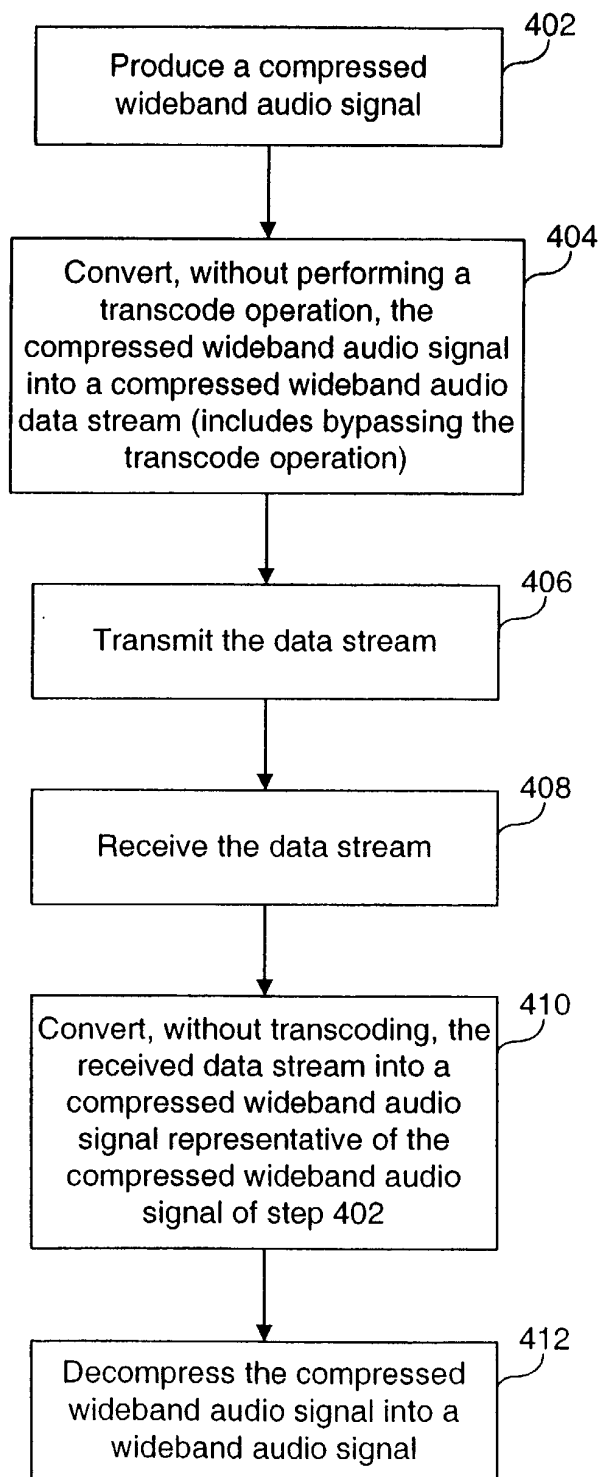 402
Produce a compressed
wideband audio signal
404
Convert, without performing a
transcode operation, the
compressed wideband audio signal
into a compressed wideband audio
data stream (includes bypassing the
transcode operation)
406
Transmit the data stream
408
Receive the data stream
410
Convert, without transcoding, the
received data stream into a
compressed wideband audio
signal representative of the
compressed wideband audio
signal of step 402
412
Decompress the compressed
wideband audio signal into a
wideband audio signal